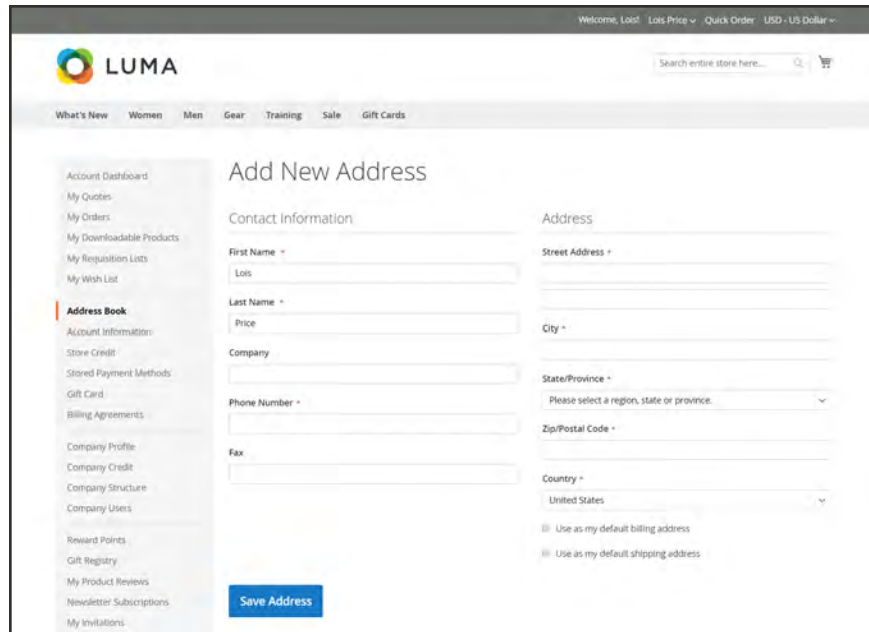 Welcome, Lois! Lois Price Quick Order USD - US Dollar
LUMA
Search entire store here...
What's New Women Men Gear Training Sale Gift Cards
Account Dashboard
My Quotes
My Orders
My Downloadable Products
My Requisition Lists
My Wish List
Address Book
Account Information
Store Credit
Stored Payment Methods
Gift Card
Billing Agreements
Company Profile
Company Credit
Company Structure
Company Users
Reward Points
Gift Registry
My Product Reviews
Newsletter Subscriptions
My Invitations
Add New Address
Contact Information
First Name *
Lois
Last Name *
Price
Company
Phone Number *
Fax
Address
Street Address *
City *
State/Province *
Please select a region, state or province.
Zip/Postal Code *
Country *
United States
Use as my default billing address
Use as my default shipping address
Save Address